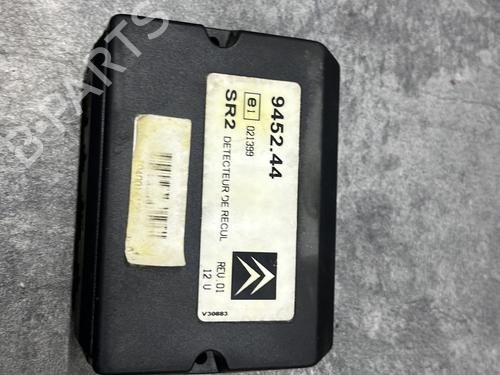 9452.44
e1 021399
SR2 DETECTEUR DE RECUL
REV.01
12 V
V30883
B-PARTS